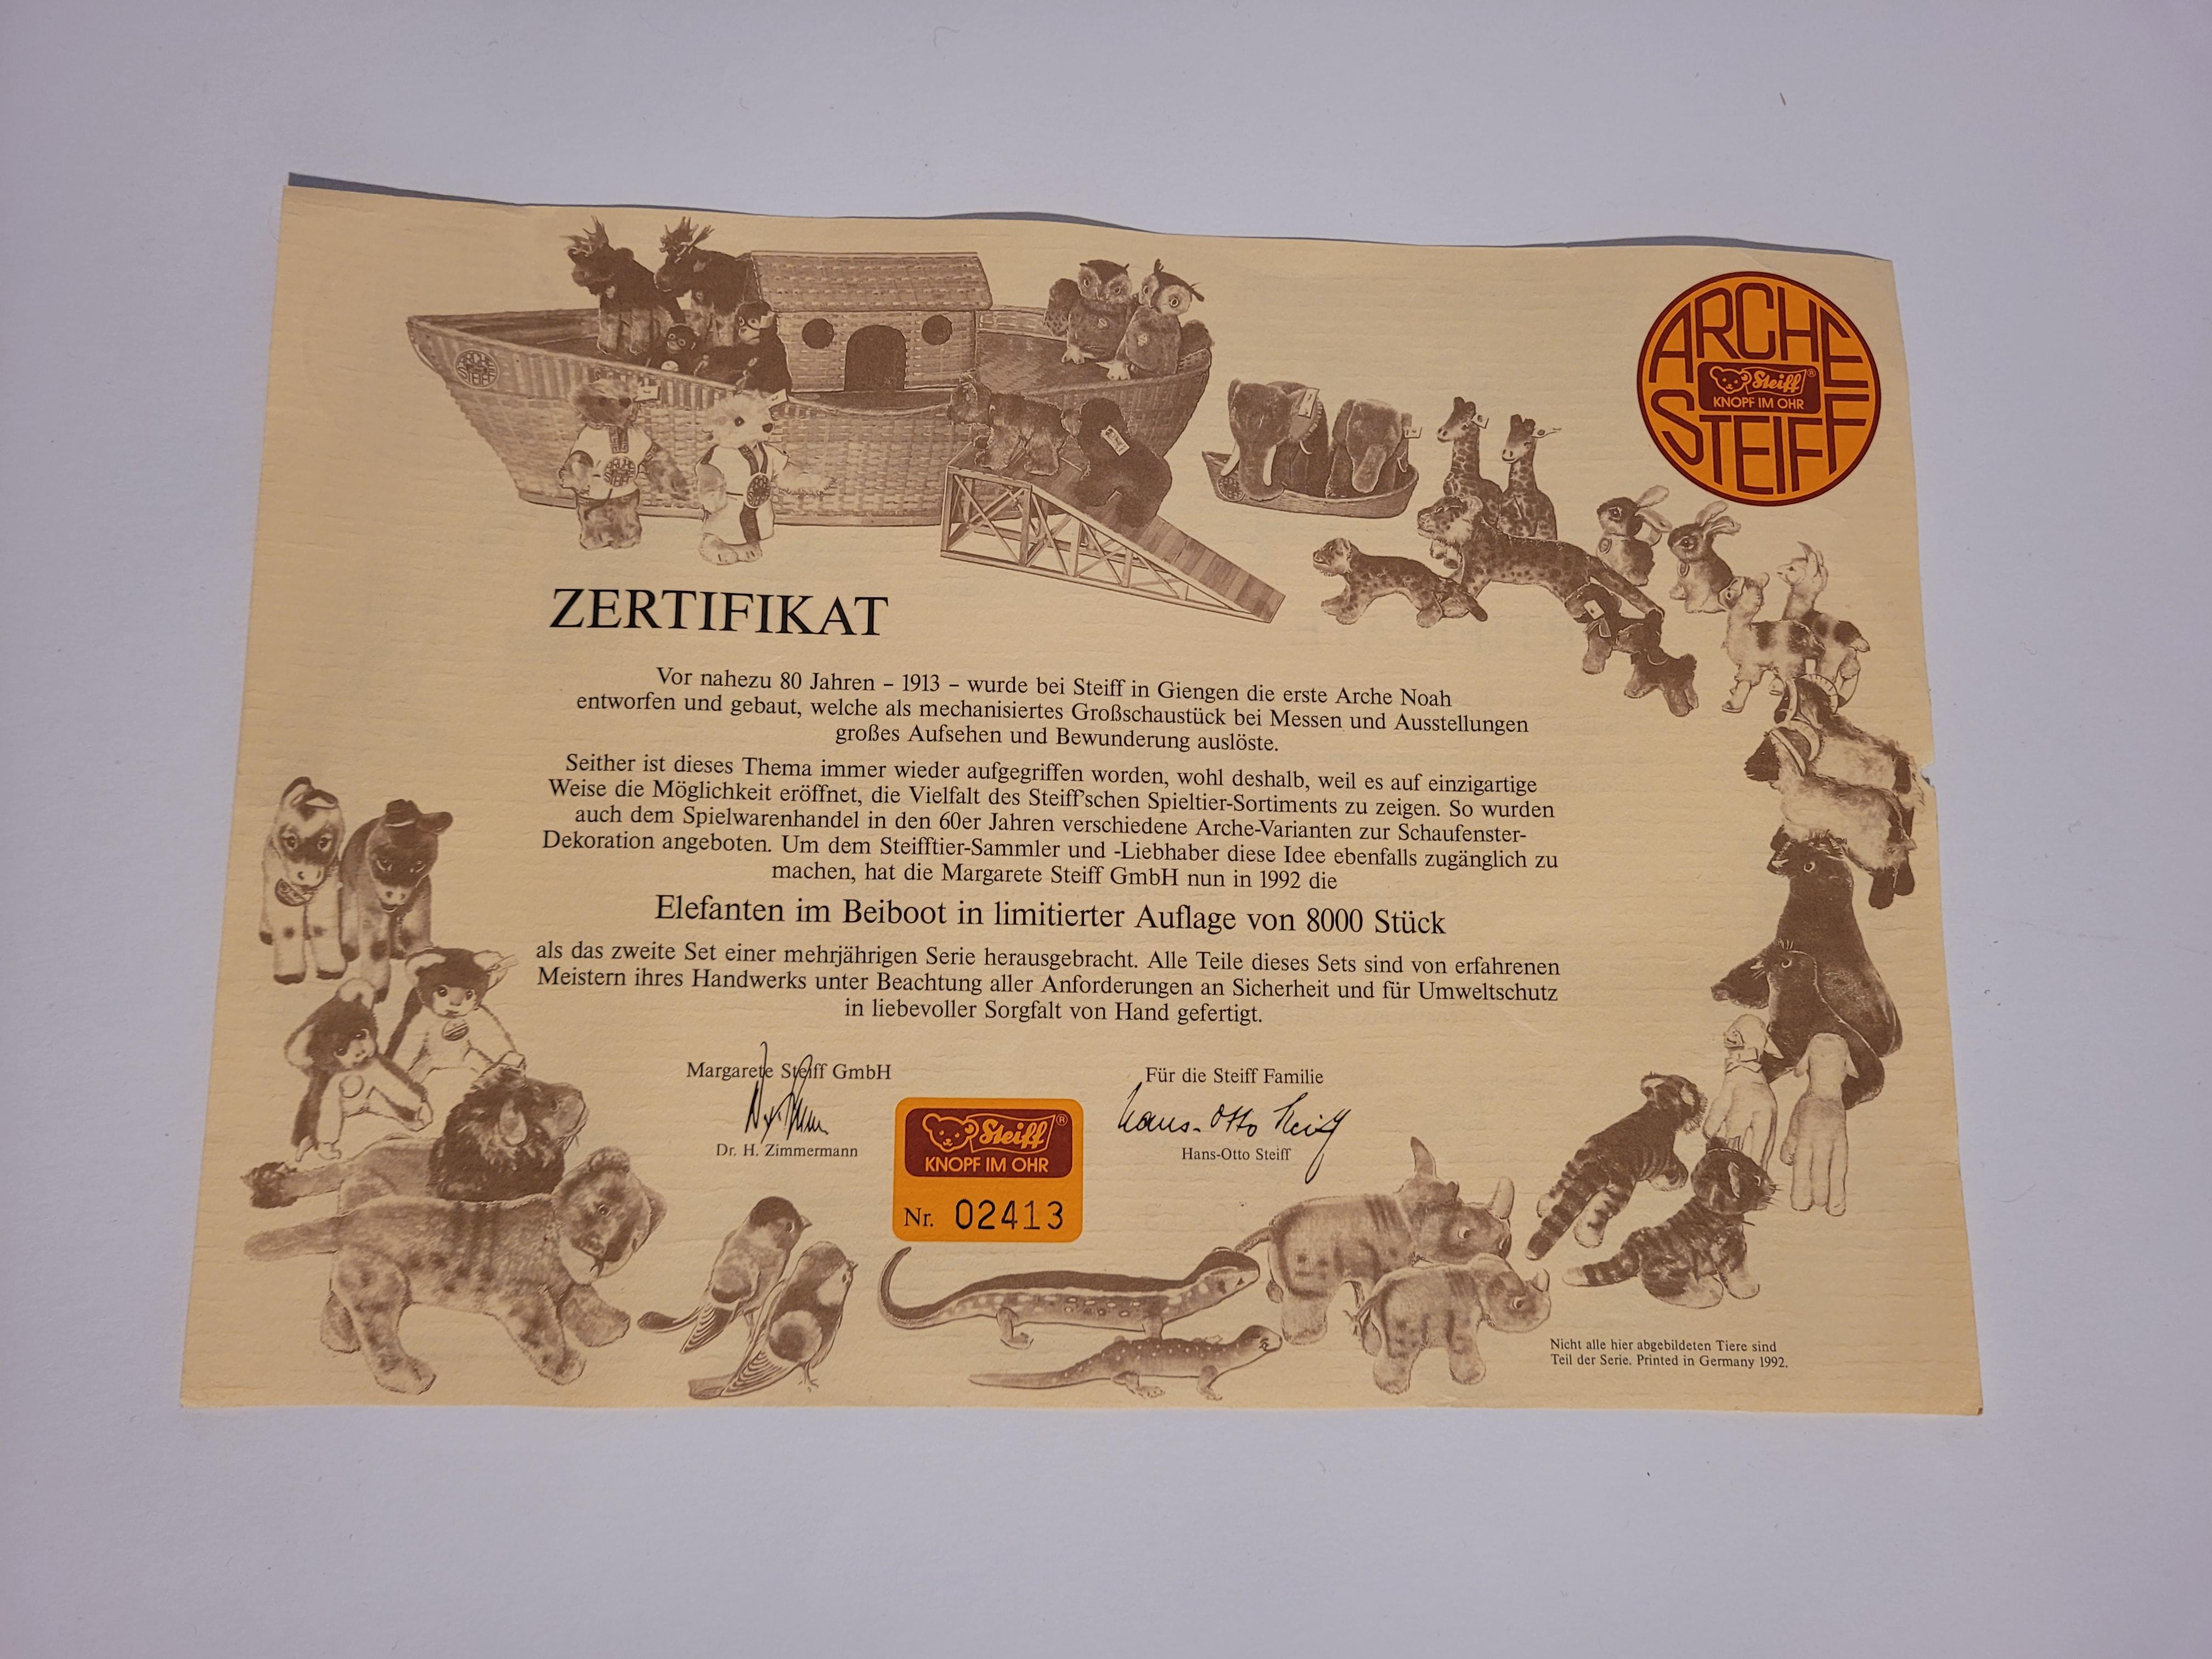 ARCHE
Steiff®
KNOPF IM OHR
STEIFF
ARCHE
STEIFF
ZERTIFIKAT
Vor nahezu 80 Jahren – 1913 – wurde bei Steiff in Giengen die erste Arche Noah
entworfen und gebaut, welche als mechanisiertes Großschaustück bei Messen und Ausstellungen
großes Aufsehen und Bewunderung auslöste.
Seither ist dieses Thema immer wieder aufgegriffen worden, wohl deshalb, weil es auf einzigartige
Weise die Möglichkeit eröffnet, die Vielfalt des Steiff'schen Spieltier-Sortiments zu zeigen. So wurden
auch dem Spielwarenhandel in den 60er Jahren verschiedene Arche-Varianten zur Schaufenster-
Dekoration angeboten. Um dem Steifftier-Sammler und -Liebhaber diese Idee ebenfalls zugänglich zu
machen, hat die Margarete Steiff GmbH nun in 1992 die
Elefanten im Beiboot in limitierter Auflage von 8000 Stück
als das zweite Set einer mehrjährigen Serie herausgebracht. Alle Teile dieses Sets sind von erfahrenen
Meistern ihres Handwerks unter Beachtung aller Anforderungen an Sicherheit und für Umweltschutz
in liebevoller Sorgfalt von Hand gefertigt.
Margarete Steiff GmbH
Dr. H. Zimmermann
Für die Steiff Familie
Hans-Otto Steiff
Hans-Otto Steiff
Steiff®
KNOPF IM OHR
Nr. 02413
Nicht alle hier abgebildeten Tiere sind
Teil der Serie. Printed in Germany 1992.